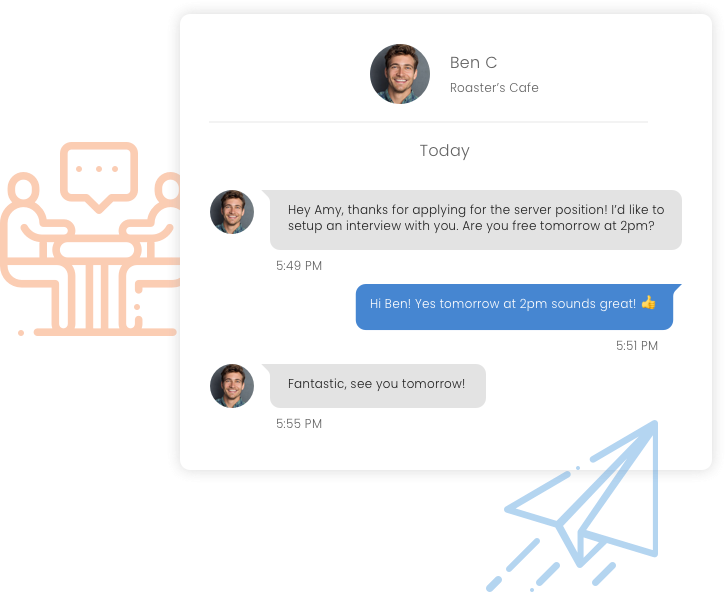 Ben C
Roaster’s Cafe
Today
Hey Amy, thanks for applying for the server position! I’d like to
setup an interview with you. Are you free tomorrow at 2pm?
5:49 PM
Hi Ben! Yes tomorrow at 2pm sounds great! 👍
5:51 PM
Fantastic, see you tomorrow!
5:55 PM